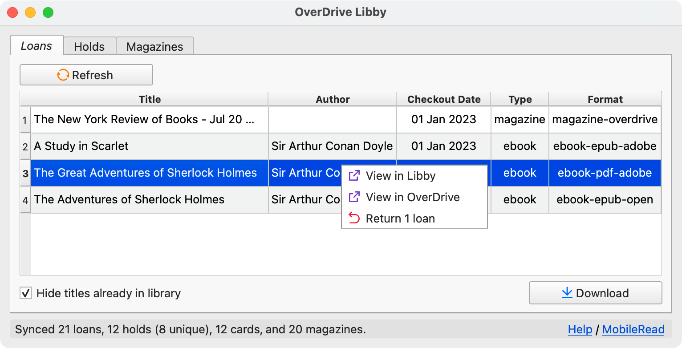 OverDrive Libby
Loans Holds Magazines
Refresh
Title Author Checkout Date Type Format
1 The New York Review of Books - Jul 20 ... 01 Jan 2023 magazine magazine-overdrive
2 A Study in Scarlet Sir Arthur Conan Doyle 01 Jan 2023 ebook ebook-epub-adobe
3 The Great Adventures of Sherlock Holmes Sir Arthur Co ebook ebook-pdf-adobe
4 The Adventures of Sherlock Holmes Sir Arthur Co ebook ebook-epub-open
View in Libby
View in OverDrive
Return 1 loan
Hide titles already in library Download
Synced 21 loans, 12 holds (8 unique), 12 cards, and 20 magazines. Help / MobileRead